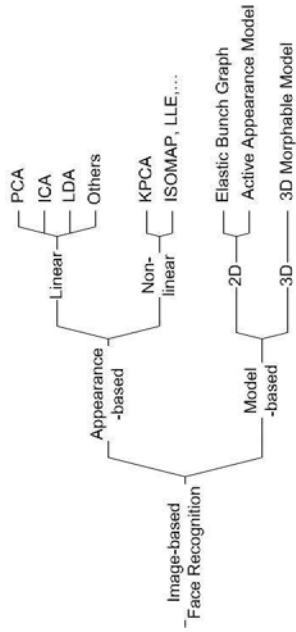 Image-based
Face Recognition
Appearance
-based
Linear
PCA
ICA
LDA
Others
Non-
linear
KPCA
ISOMAP, LLE,...
Model
-based
2D
Elastic Bunch Graph
Active Appearance Model
3D
3D Morphable Model